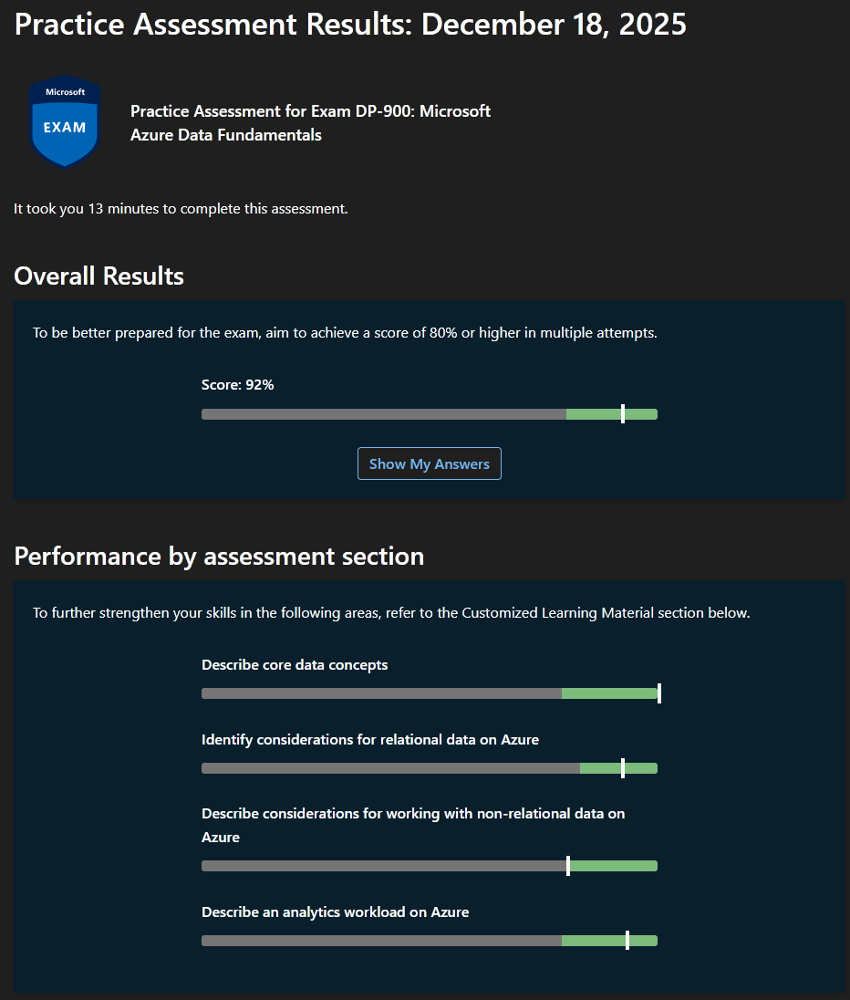 Practice Assessment Results: December 18, 2025
Microsoft
EXAM
Practice Assessment for Exam DP-900: Microsoft
Azure Data Fundamentals
It took you 13 minutes to complete this assessment.
Overall Results
To be better prepared for the exam, aim to achieve a score of 80% or higher in multiple attempts.
Score: 92%
Show My Answers
Performance by assessment section
To further strengthen your skills in the following areas, refer to the Customized Learning Material section below.
Describe core data concepts
Identify considerations for relational data on Azure
Describe considerations for working with non-relational data on
Azure
Describe an analytics workload on Azure